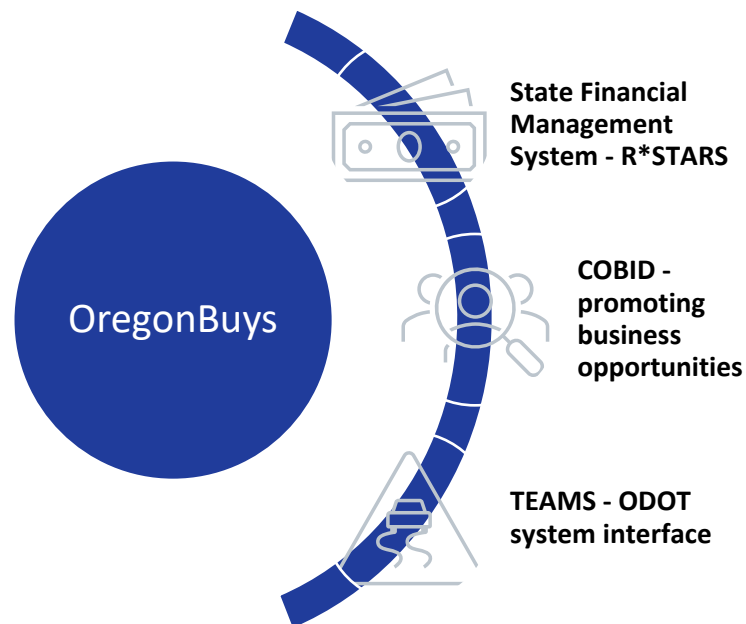 OregonBuys
State Financial
Management
System - R*STARS
COBID -
promoting
business
opportunities
TEAMS - ODOT
system interface